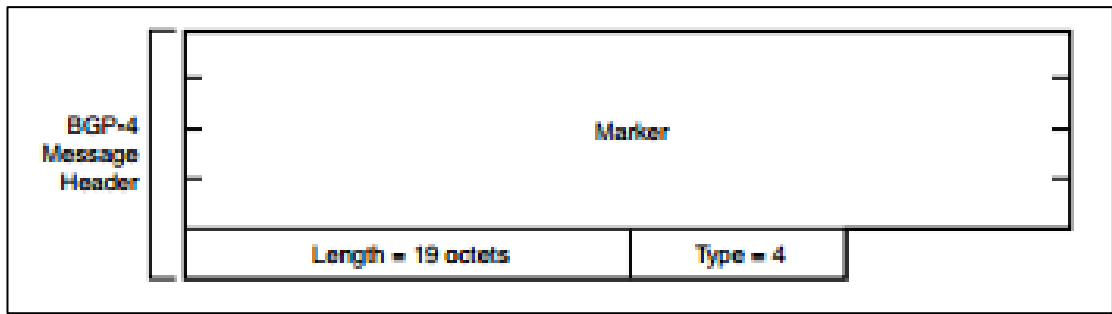 BGP-4
Message
Header
Marker
Length = 19 octets
Type = 4